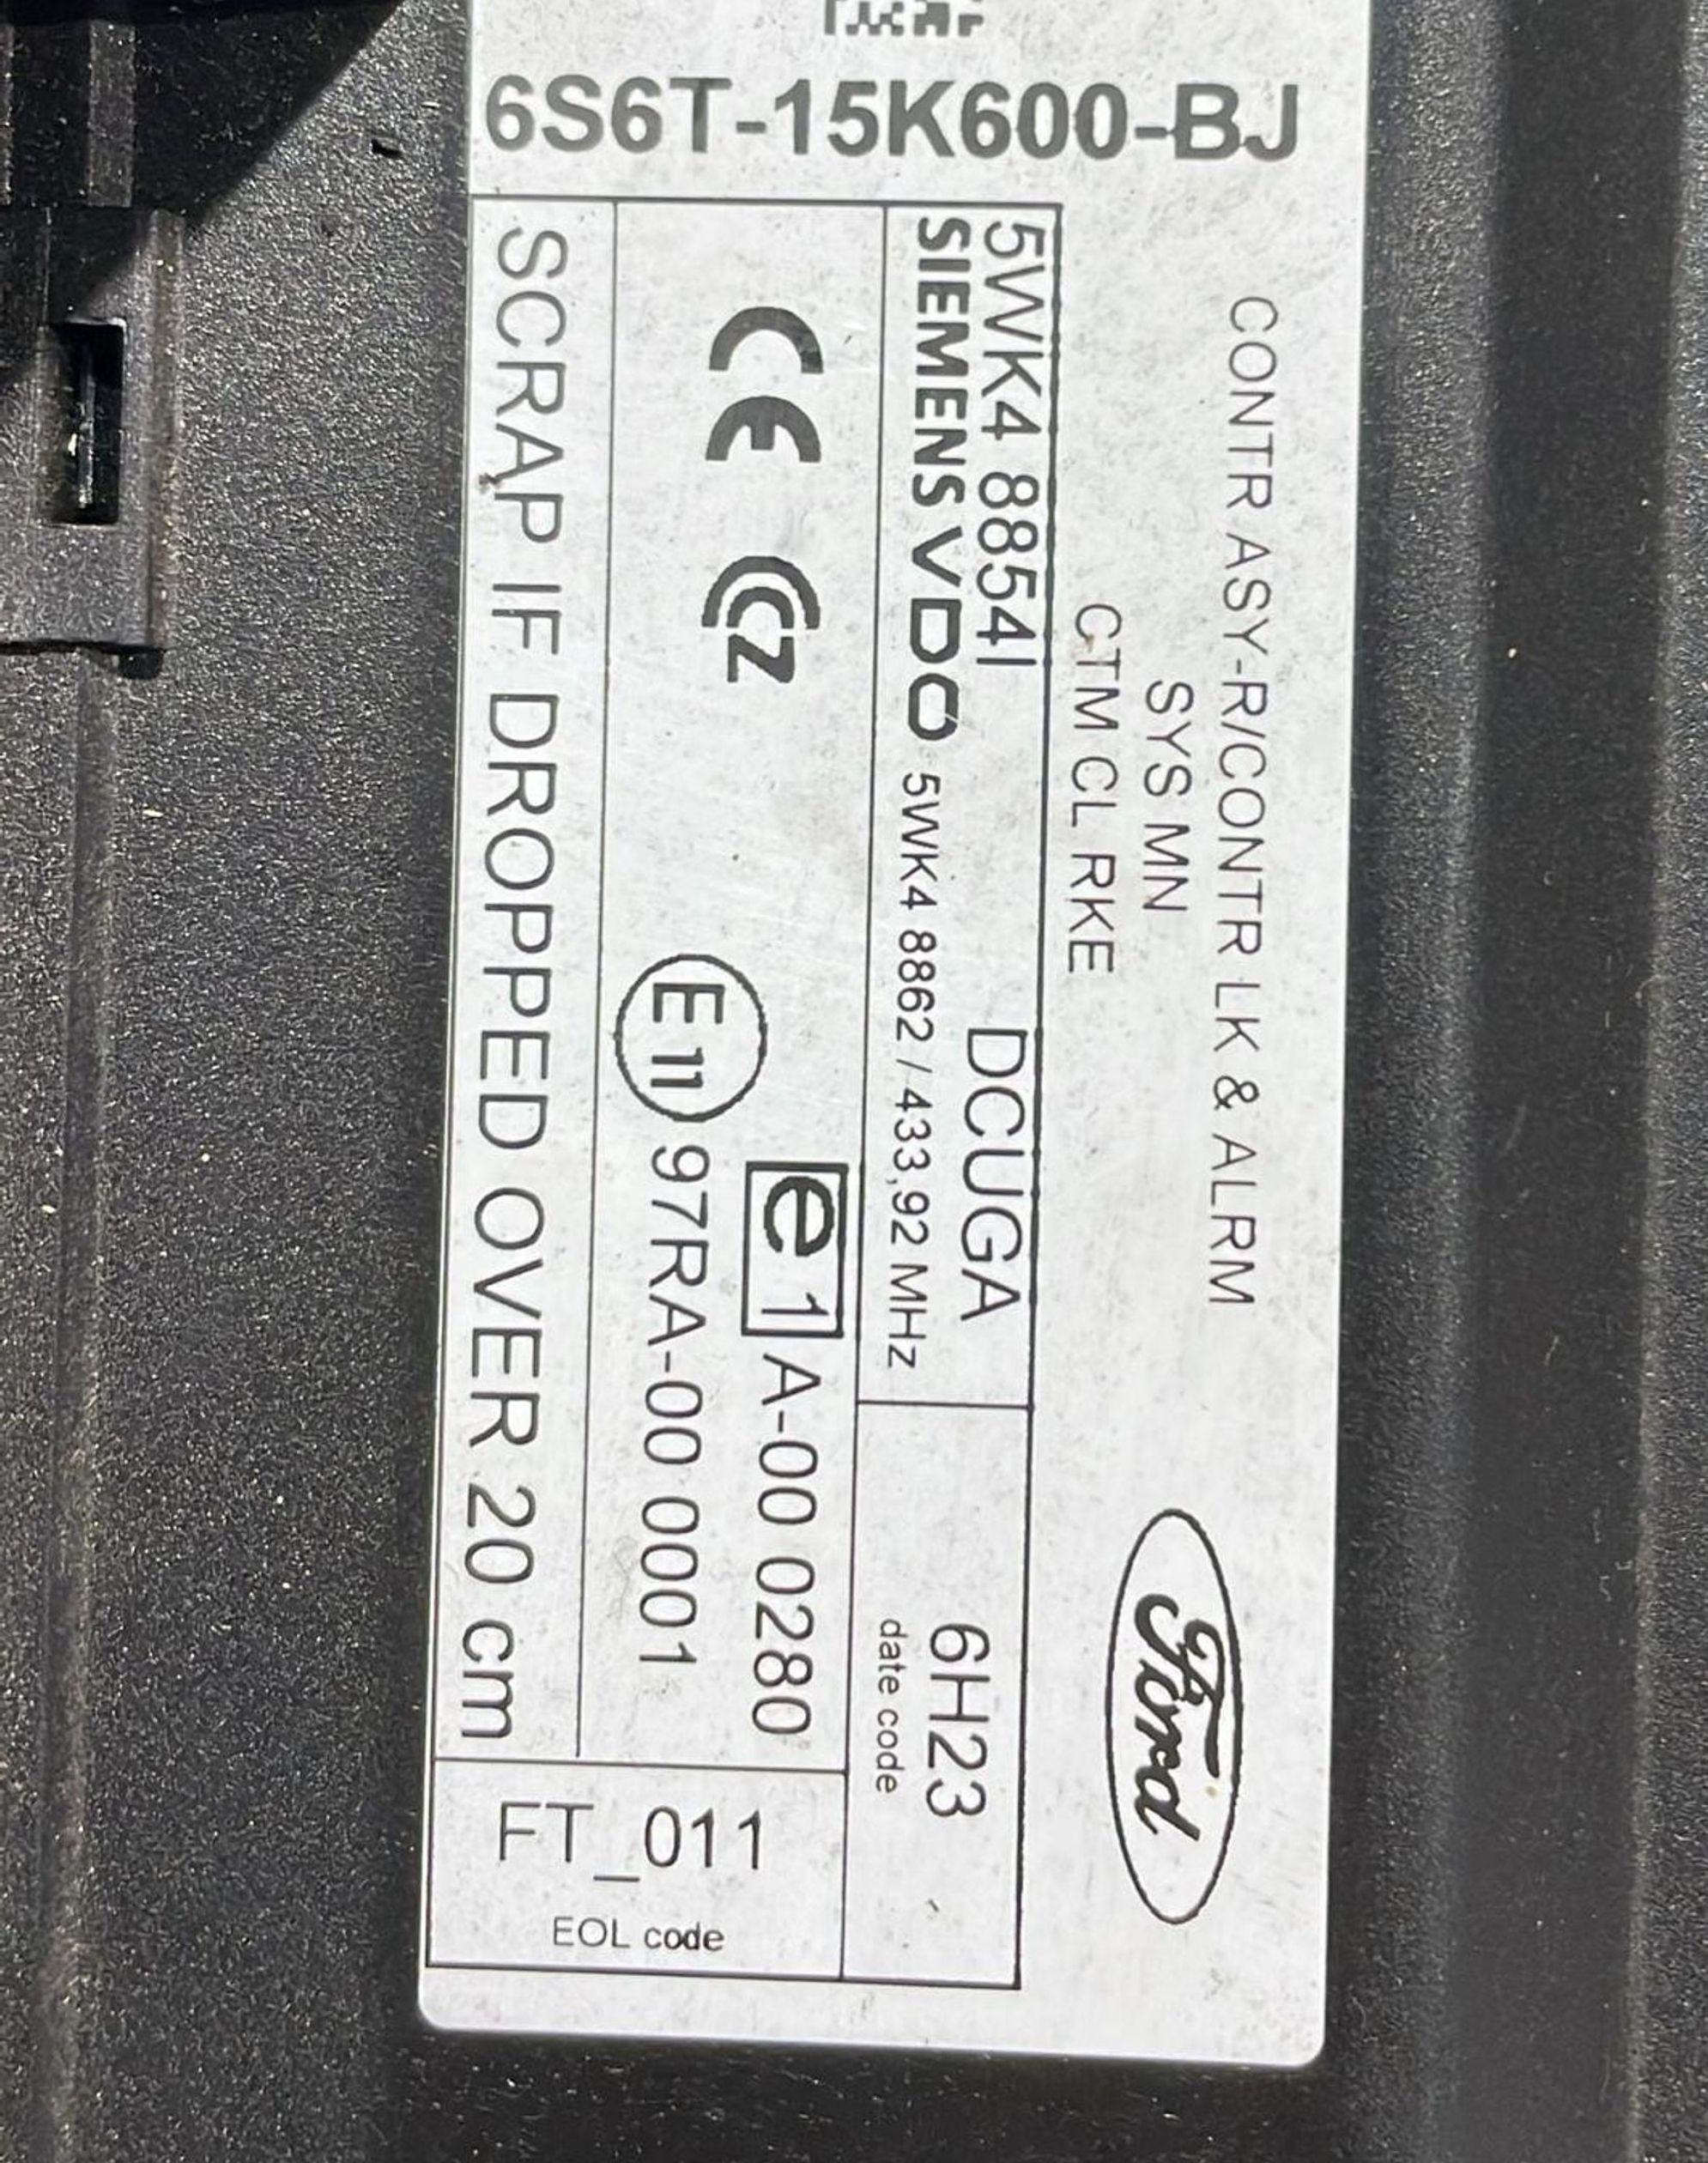 6S6T-15K600-BJ
CONTR ASY-R/CONTR LK & ALRM
SYS MN
CTM CL RKE
Ford
5WK4 8854I DCUGA
SIEMENS VDO 5WK4 8862 / 433,92 MHz
6H23
date code
CE CCZ
e1 A-00 0280
E11 97RA-00 0001
SCRAP IF DROPPED OVER 20 cm
FT_011
EOL code